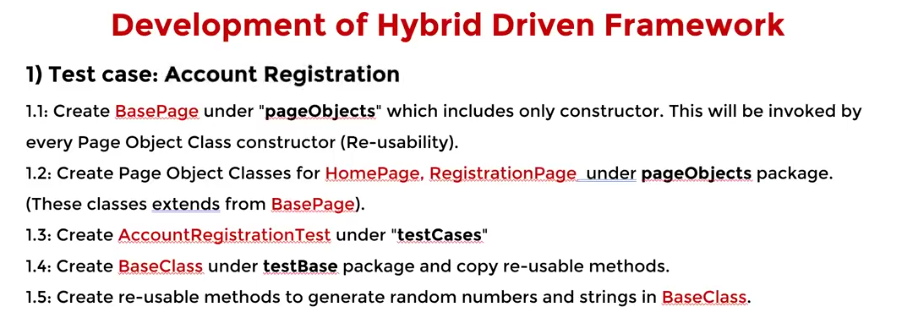 Development of Hybrid Driven Framework
1) Test case: Account Registration
1.1: Create BasePage under "pageObjects" which includes only constructor. This will be invoked by
every Page Object Class constructor (Re-usability).
1.2: Create Page Object Classes for HomePage, RegistrationPage under pageObjects package.
(These classes extends from BasePage).
1.3: Create AccountRegistrationTest under "testCases"
1.4: Create BaseClass under testBase package and copy re-usable methods.
1.5: Create re-usable methods to generate random numbers and strings in BaseClass.